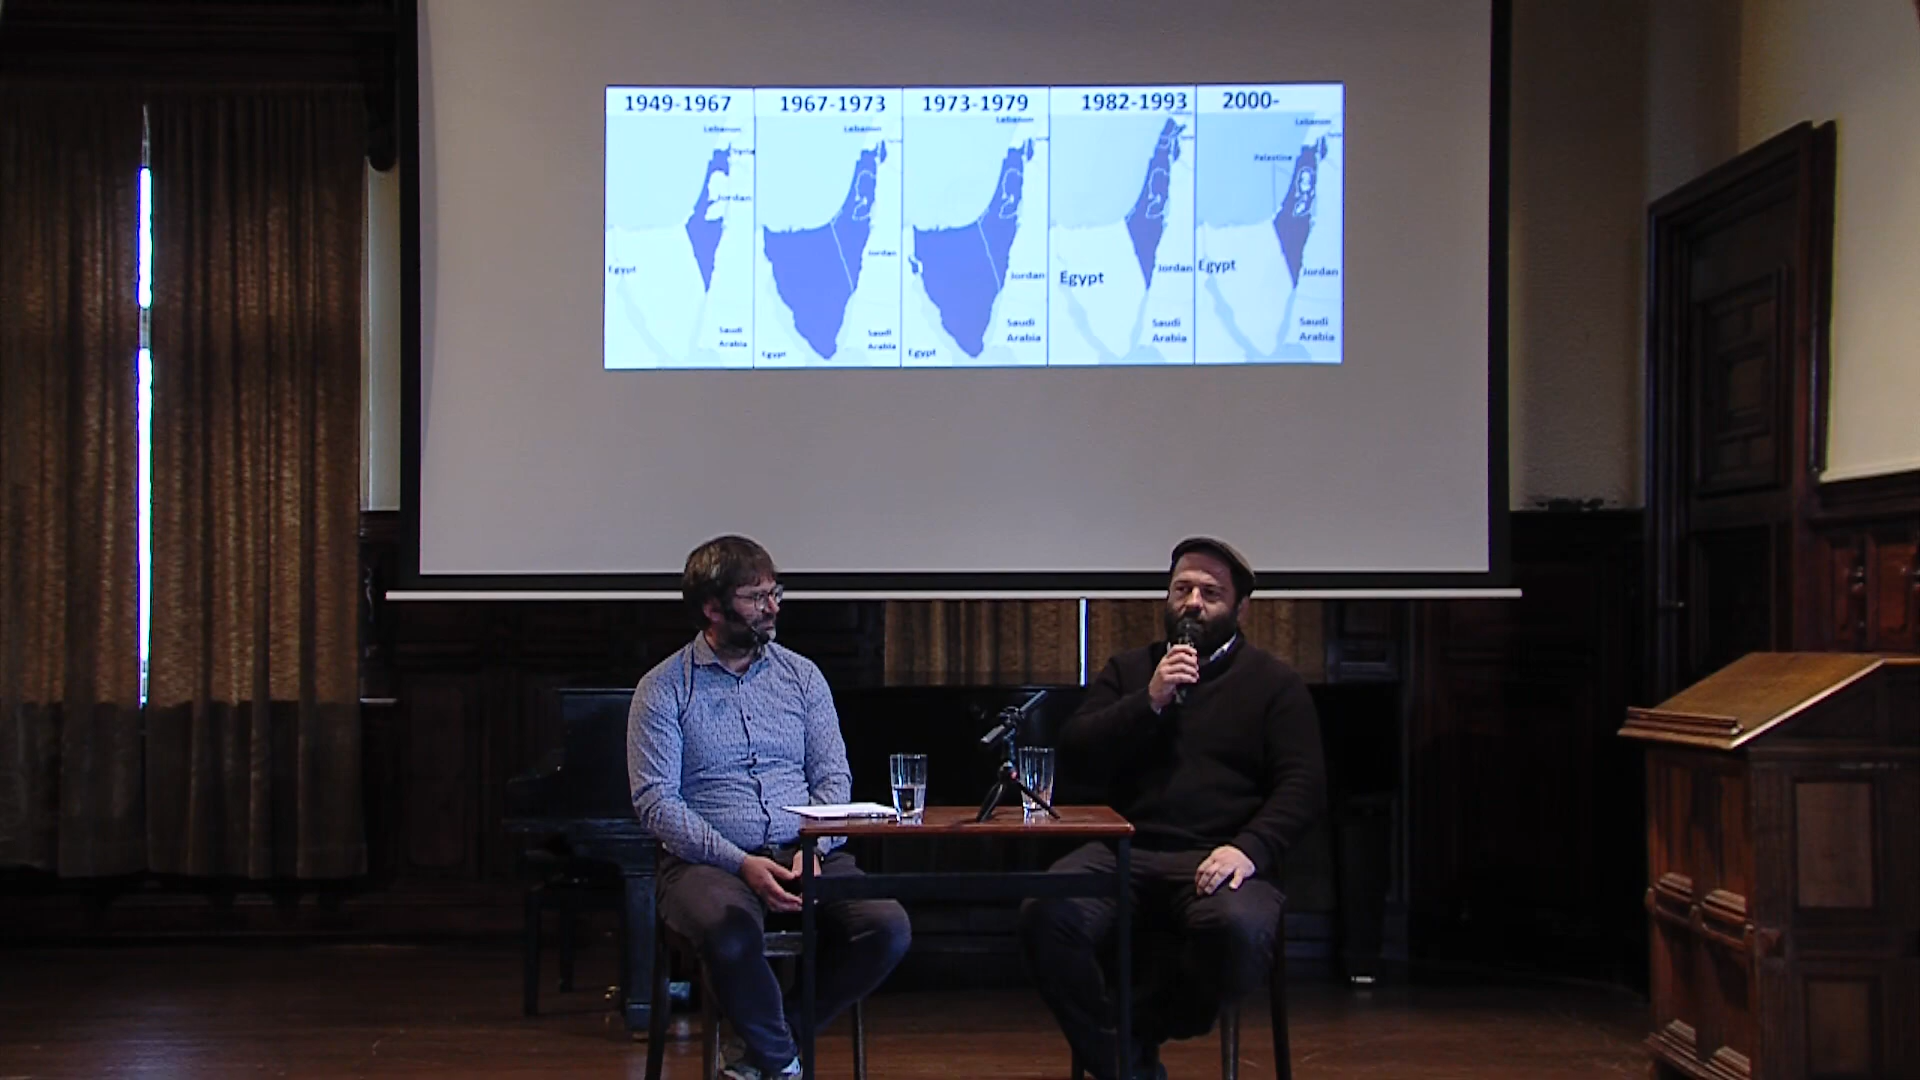 1949-1967
Lebanon
Syria
Jordan
Egypt
Saudi
Arabia
1967-1973
Lebanon
Jordan
Saudi
Arabia
Egypt
1973-1979
Lebanon
Jordan
Saudi
Arabia
Egypt
1982-1993
Egypt
Jordan
Saudi
Arabia
2000-
Lebanon
Palestine
Egypt
Jordan
Saudi
Arabia